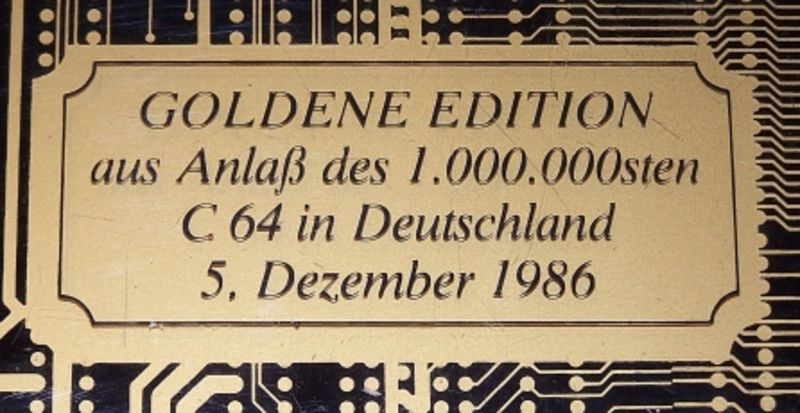 GOLDENE EDITION
aus Anlaß des 1.000.000sten
C 64 in Deutschland
5. Dezember 1986